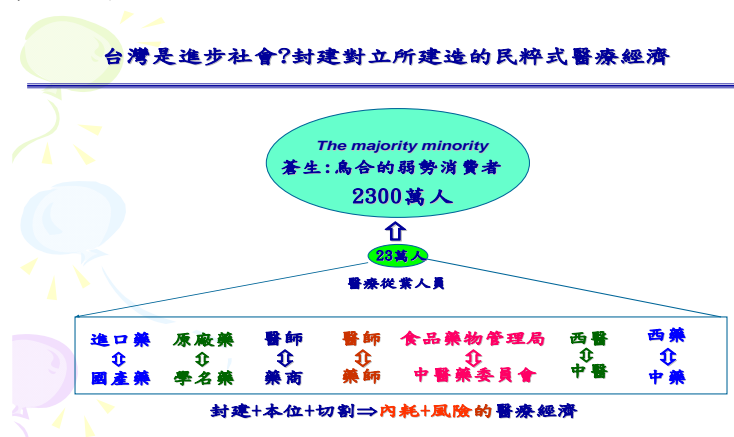 台灣是進步社會?封建對立所建造的民粹式醫療經濟
The majority minority
蒼生:烏合的弱勢消費者
2300萬人
⇧
23萬人
醫療從業人員
進口藥 原廠藥 醫師 醫師 食品藥物管理局 西醫 西藥
⇕ ⇕ ⇕ ⇕ ⇕ ⇕ ⇕
國產藥 學名藥 藥商 藥師 中醫藥委員會 中醫 中藥
封建+本位+切割⇒內耗+風險的醫療經濟